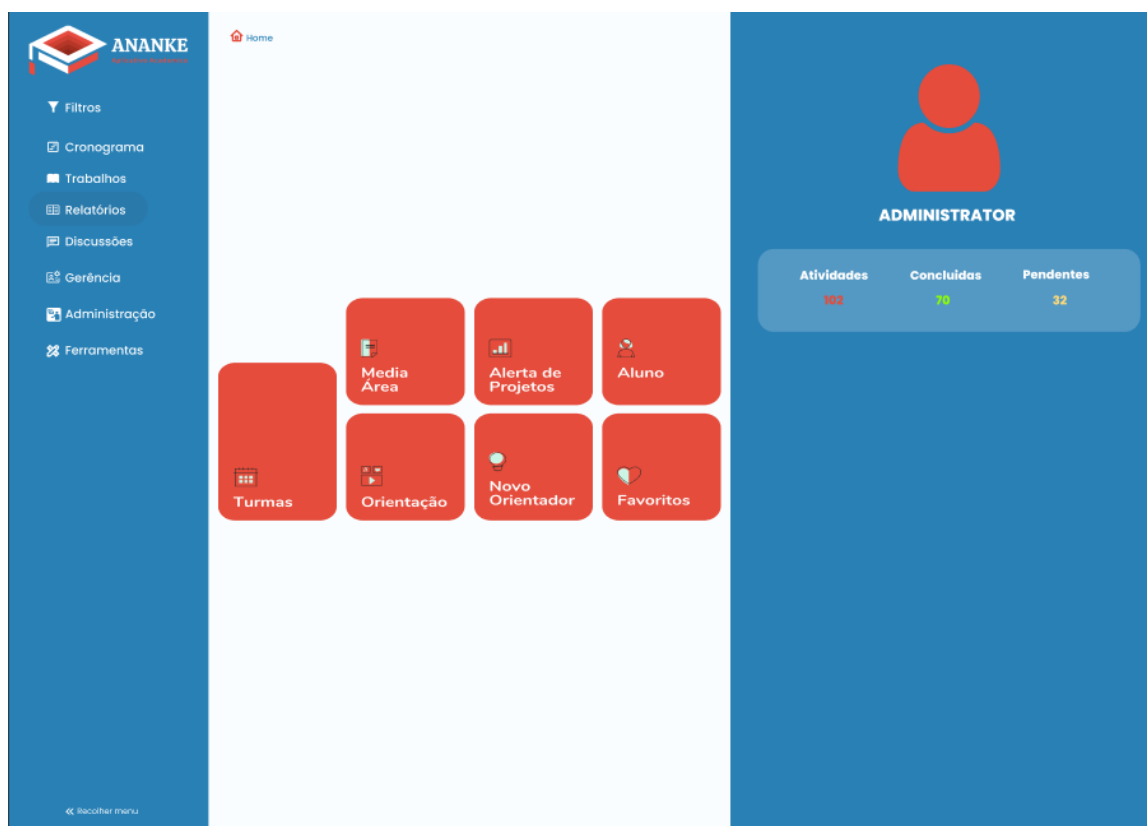 ANANKE
Filtros
Cronograma
Trabalhos
Relatórios
Discussões
Gerência
Administração
Ferramentas
Recolher menu
Home
Media
Área
Alerta de
Projetos
Aluno
Turmas
Orientação
Novo
Orientador
Favoritos
ADMINISTRATOR
Atividades Concluidas Pendentes
102 70 32